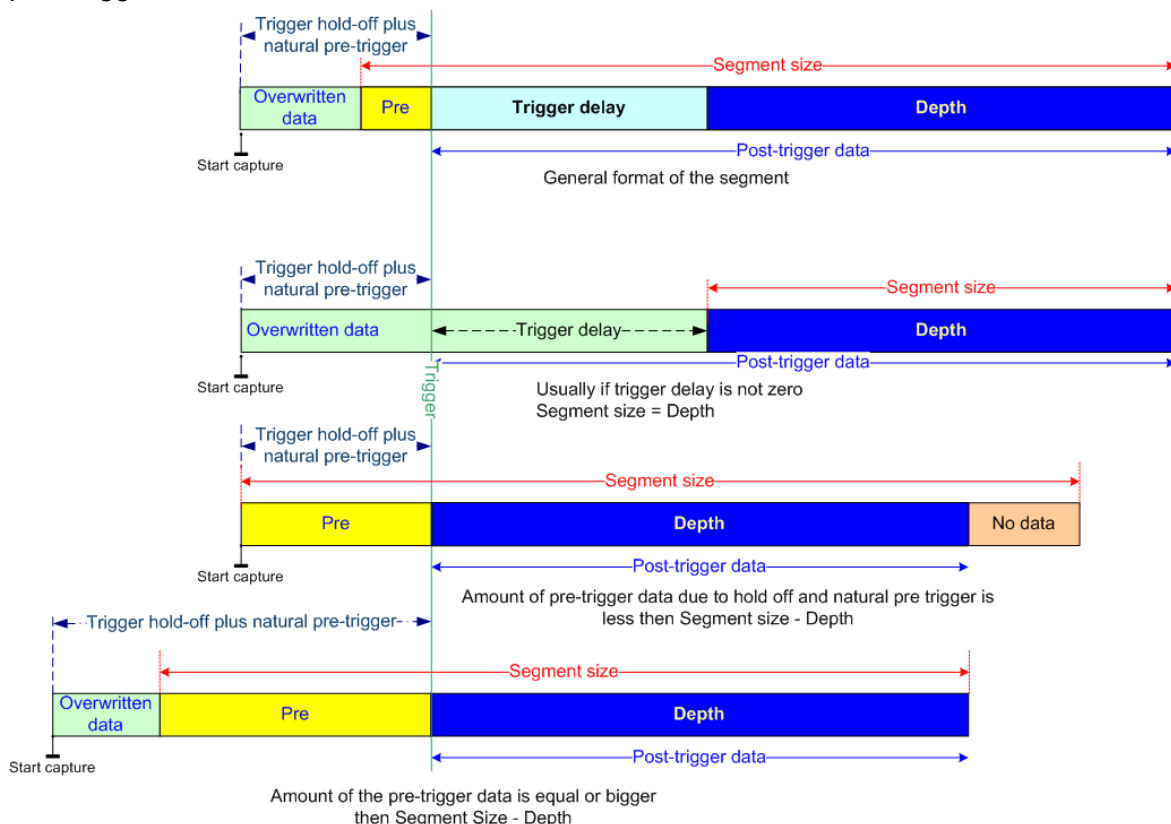 Trigger hold-off plus
natural pre-trigger
Segment size
Overwritten
data
Pre
Trigger delay
Depth
Post-trigger data
Start capture
General format of the segment
Trigger hold-off plus
natural pre-trigger
Segment size
Overwritten data
Trigger delay
Depth
Post-trigger data
Start capture
Trigger
Usually if trigger delay is not zero
Segment size = Depth
Trigger hold-off plus
natural pre-trigger
Segment size
Pre
Depth
No data
Post-trigger data
Start capture
Amount of pre-trigger data due to hold off and natural pre trigger is
less then Segment size - Depth
Trigger hold-off plus natural pre-trigger
Segment size
Overwritten
data
Pre
Depth
Post-trigger data
Start capture
Amount of the pre-trigger data is equal or bigger
then Segment Size - Depth